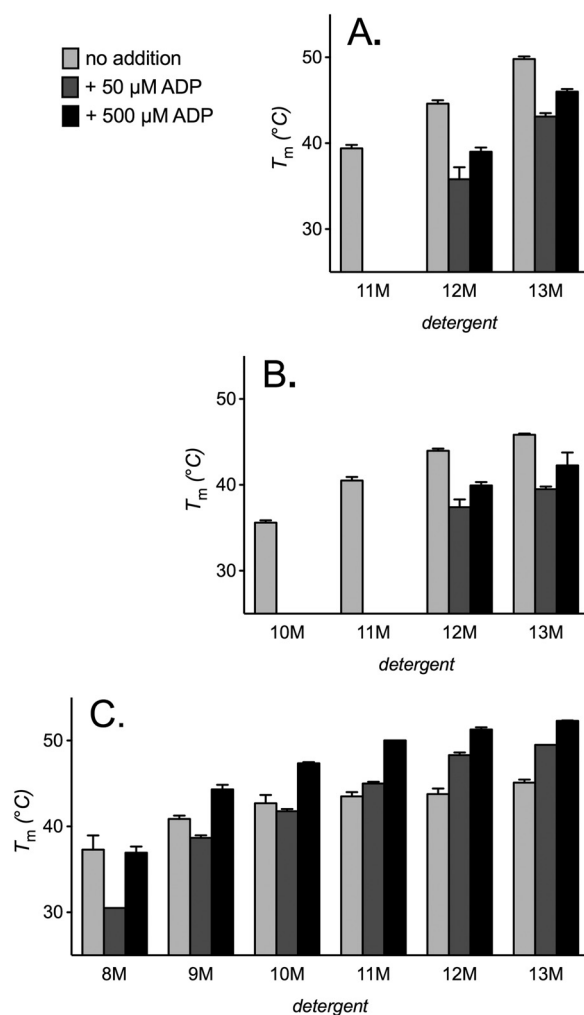 A.
no addition
+ 50 µM ADP
+ 500 µM ADP
Tm (°C)
50
40
30
11M 12M 13M
detergent
B.
Tm (°C)
50
40
30
10M 11M 12M 13M
detergent
C.
Tm (°C)
50
40
30
8M 9M 10M 11M 12M 13M
detergent